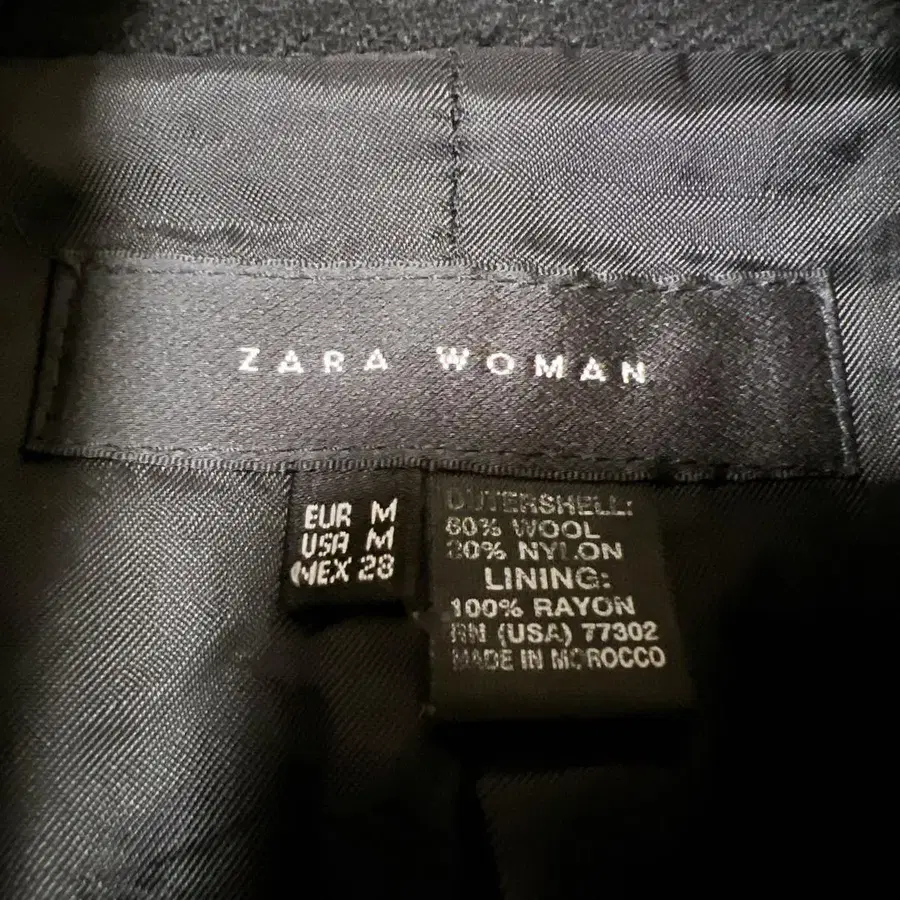 ZARA WOMAN
EUR M
USA M
MEX 28
OUTERSHELL:
80% WOOL
20% NYLON
LINING:
100% RAYON
RN (USA) 77302
MADE IN MOROCCO